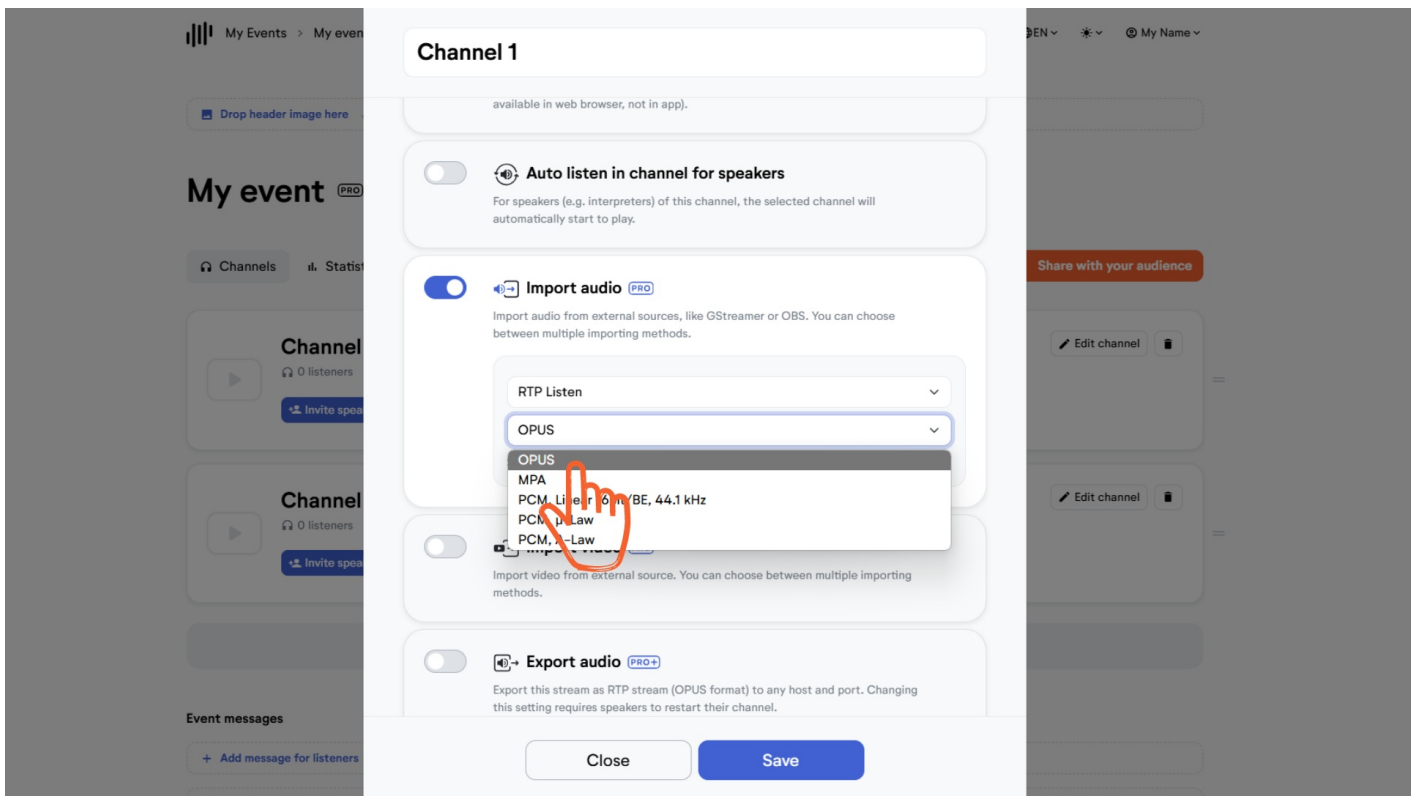 My Events > My even
Channel 1
EN
My Name
available in web browser, not in app).
Drop header image here
Auto listen in channel for speakers
For speakers (e.g. interpreters) of this channel, the selected channel will
automatically start to play.
My event PRO
Channels
Statist
Share with your audience
Import audio PRO
Import audio from external sources, like GStreamer or OBS. You can choose
between multiple importing methods.
Channel
0 listeners
Invite spea
Edit channel
RTP Listen
OPUS
OPUS
MPA
PCM, Linear 16 Bit/BE, 44.1 kHz
PCM, μ-Law
PCM, A-Law
Channel
0 listeners
Invite spea
Edit channel
Import video
Import video from external source. You can choose between multiple importing
methods.
Export audio PRO+
Export this stream as RTP stream (OPUS format) to any host and port. Changing
this setting requires speakers to restart their channel.
Event messages
+ Add message for listeners
Close
Save